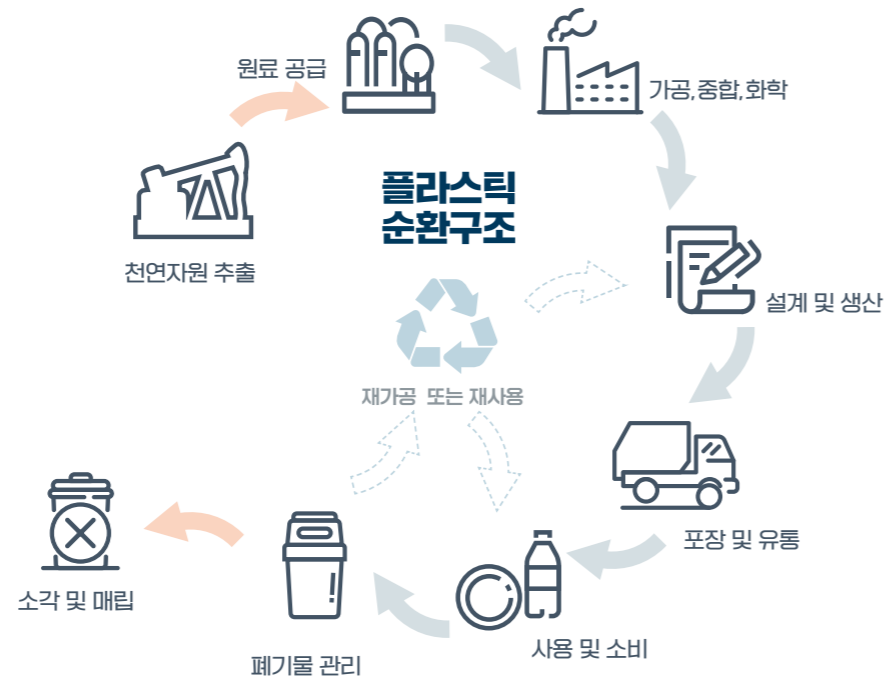 원료 공급
가공,중합,화학
플라스틱
순환구조
천연자원 추출
설계 및 생산
재가공 또는 재사용
포장 및 유통
소각 및 매립
사용 및 소비
폐기물 관리